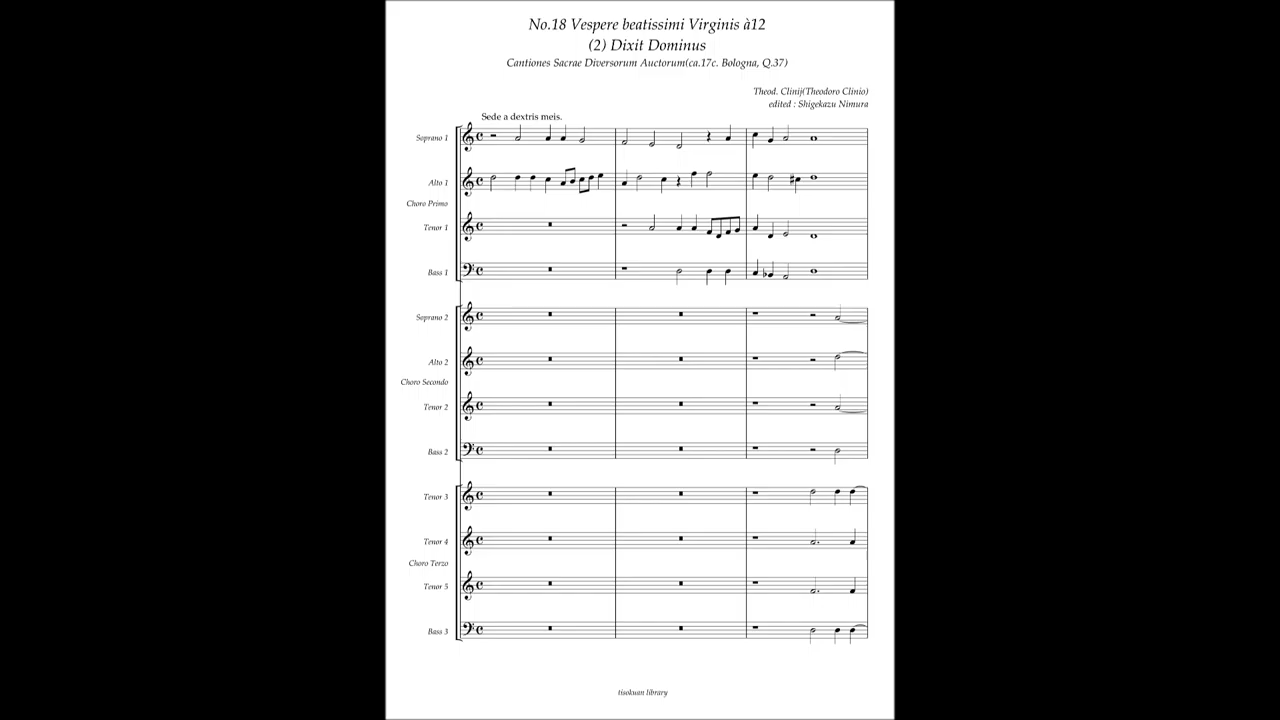 No.18 Vespere beatissimi Virginis à12
(2) Dixit Dominus
Cantiones Sacrae Diversorum Auctorum(ca.17c. Bologna, Q.37)
Theod. Clinij(Theodoro Clinio)
edited : Shigekazu Nimura
Sede a dextris meis.
Soprano 1
Alto 1
Choro Primo
Tenor 1
Bass 1
Soprano 2
Alto 2
Choro Secondo
Tenor 2
Bass 2
Tenor 3
Tenor 4
Choro Terzo
Tenor 5
Bass 3
tisokuan library